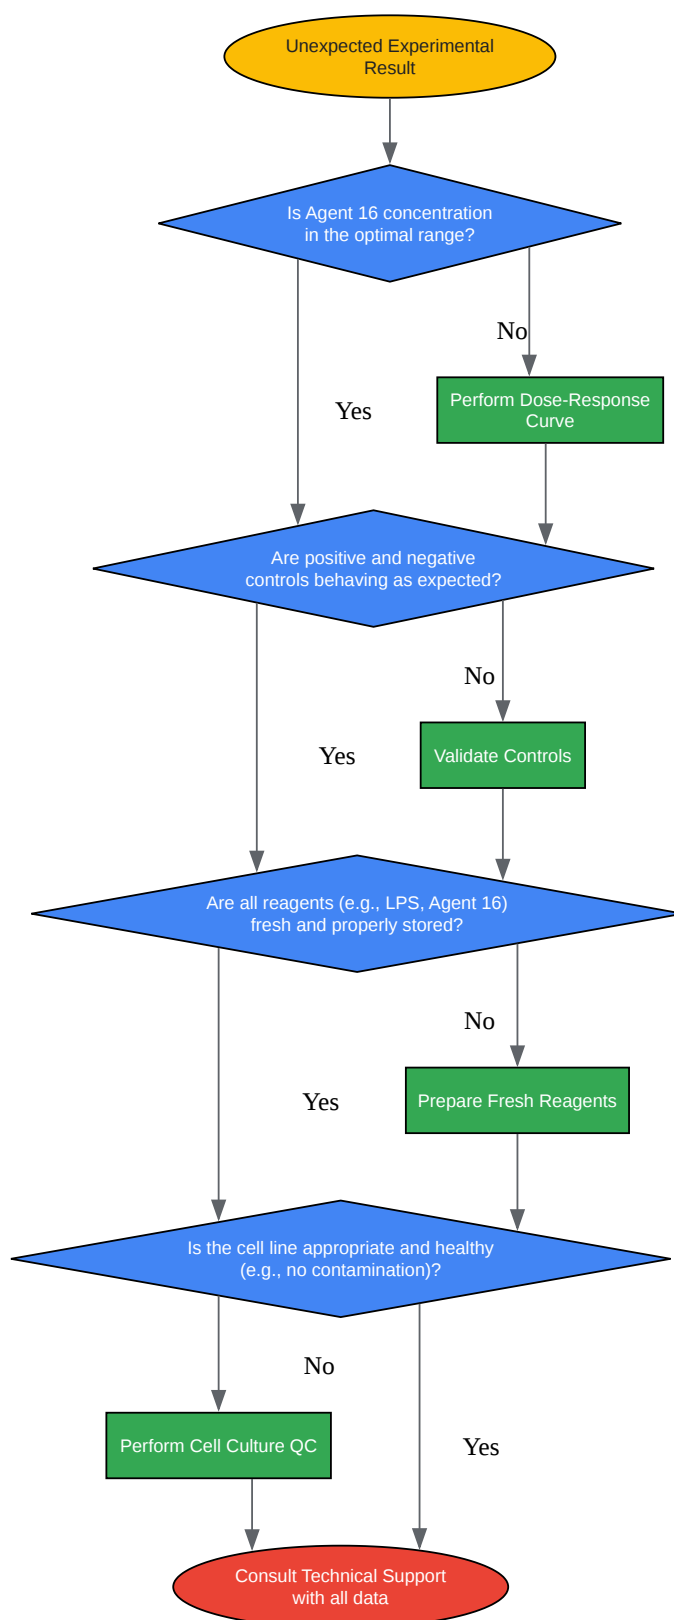 Unexpected Experimental
Result
Is Agent 16 concentration
in the optimal range?
No
Perform Dose-Response
Curve
Yes
Are positive and negative
controls behaving as expected?
No
Validate Controls
Yes
Are all reagents (e.g., LPS, Agent 16)
fresh and properly stored?
No
Prepare Fresh Reagents
Yes
Is the cell line appropriate and healthy
(e.g., no contamination)?
No
Perform Cell Culture QC
Yes
Consult Technical Support
with all data